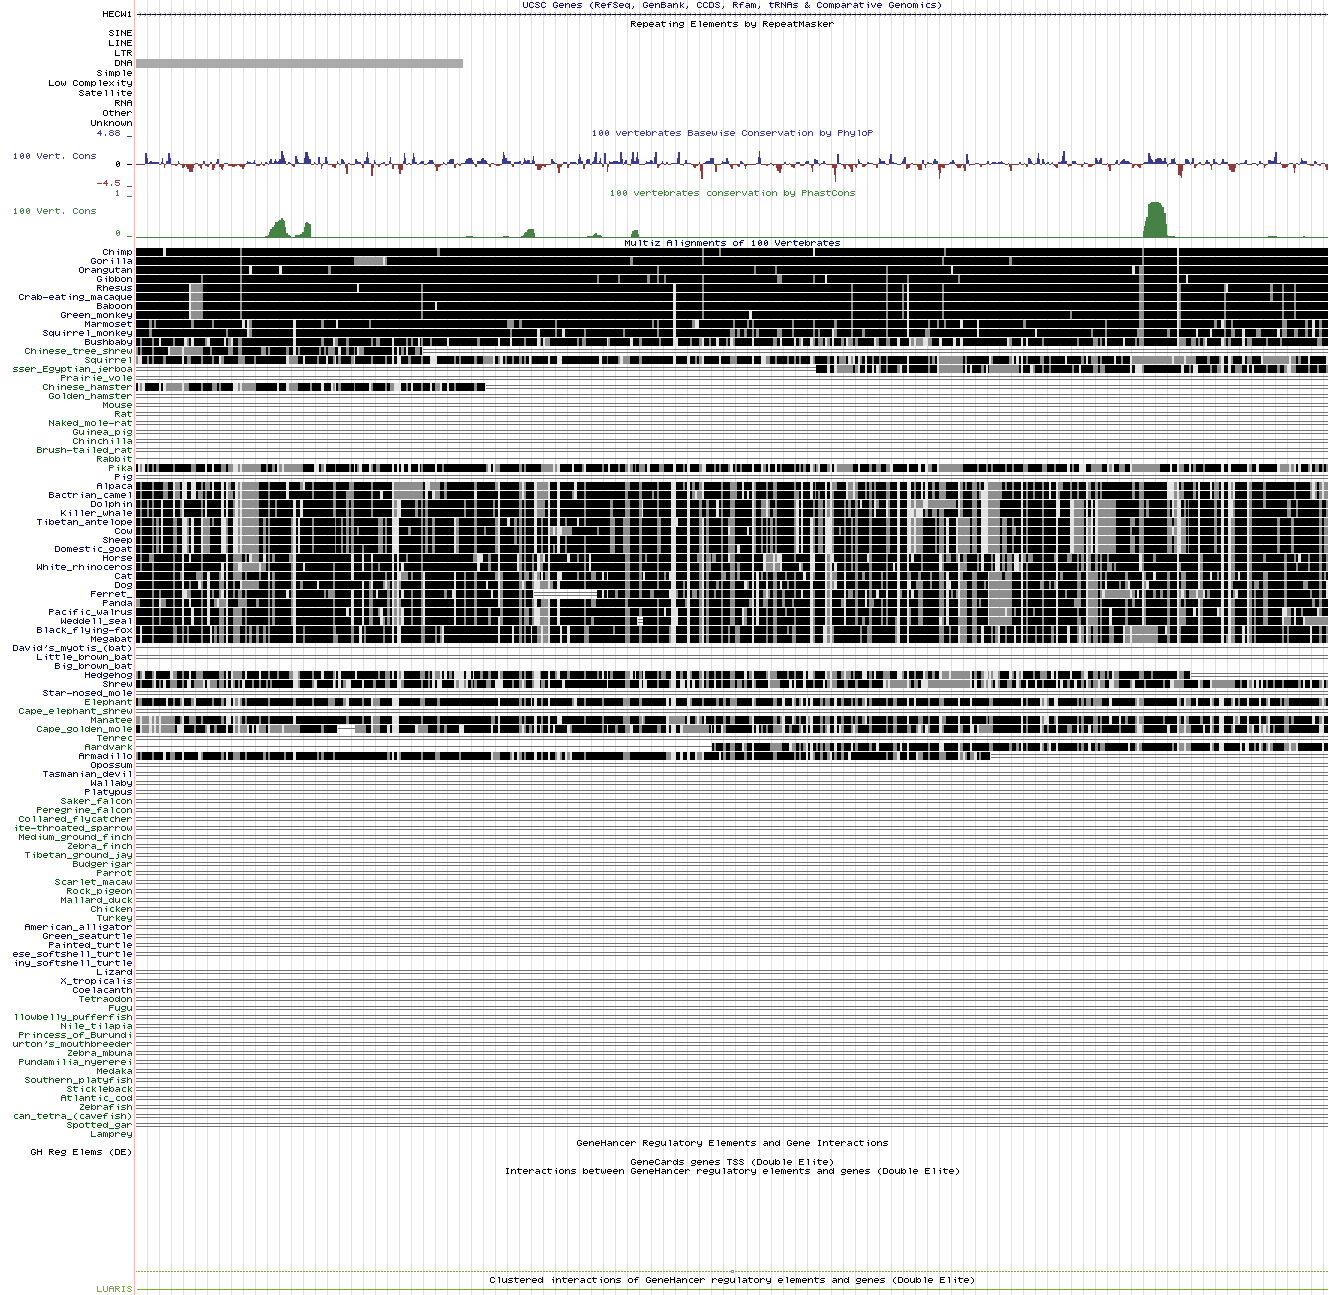 UCSC Genes (RefSeq, GenBank, CCDS, Rfam, tRNAs & Comparative Genomics)
HECW1
Repeating Elements by RepeatMasker
SINE
LINE
LTR
DNA
Simple
Low Complexity
Satellite
RNA
Other
Unknown
4.88 _
100 vertebrates Basewise Conservation by PhyloP
100 Vert. Cons
0 _
-4.5 _
1 _
100 vertebrates conservation by PhastCons
100 Vert. Cons
0 _
Multiz Alignments of 100 Vertebrates
Chimp
Gorilla
Orangutan
Gibbon
Rhesus
Crab-eating_macaque
Baboon
Green_monkey
Marmoset
Squirrel_monkey
Bushbaby
Chinese_tree_shrew
Squirrel
sser_Egyptian_jerboa
Prairie_vole
Chinese_hamster
Golden_hamster
Mouse
Rat
Naked_mole-rat
Guinea_pig
Chinchilla
Brush-tailed_rat
Rabbit
Pika
Pig
Alpaca
Bactrian_camel
Dolphin
Killer_whale
Tibetan_antelope
Cow
Sheep
Domestic_goat
Horse
White_rhinoceros
Cat
Dog
Ferret_
Panda
Pacific_walrus
Weddell_seal
Black_flying-fox
Megabat
David's_myotis_(bat)
Little_brown_bat
Big_brown_bat
Hedgehog
Shrew
Star-nosed_mole
Elephant
Cape_elephant_shrew
Manatee
Cape_golden_mole
Tenrec
Aardvark
Armadillo
Opossum
Tasmanian_devil
Wallaby
Platypus
Saker_falcon
Peregrine_falcon
Collared_flycatcher
ite-throated_sparrow
Medium_ground_finch
Zebra_finch
Tibetan_ground_jay
Budgerigar
Parrot
Scarlet_macaw
Rock_pigeon
Mallard_duck
Chicken
Turkey
American_alligator
Green_seaturtle
Painted_turtle
ese_softshell_turtle
iny_softshell_turtle
Lizard
X_tropicalis
Coelacanth
Tetraodon
Fugu
llowbelly_pufferfish
Nile_tilapia
Princess_of_Burundi
urton's_mouthbreeder
Zebra_mbuna
Pundamilia_nyererei
Medaka
Southern_platyfish
Stickleback
Atlantic_cod
Zebrafish
can_tetra_(cavefish)
Spotted_gar
Lamprey
GeneHancer Regulatory Elements and Gene Interactions
GH Reg Elems (DE)
GeneCards genes TSS (Double Elite)
Interactions between GeneHancer regulatory elements and genes (Double Elite)
Clustered interactions of GeneHancer regulatory elements and genes (Double Elite)
LUARIS